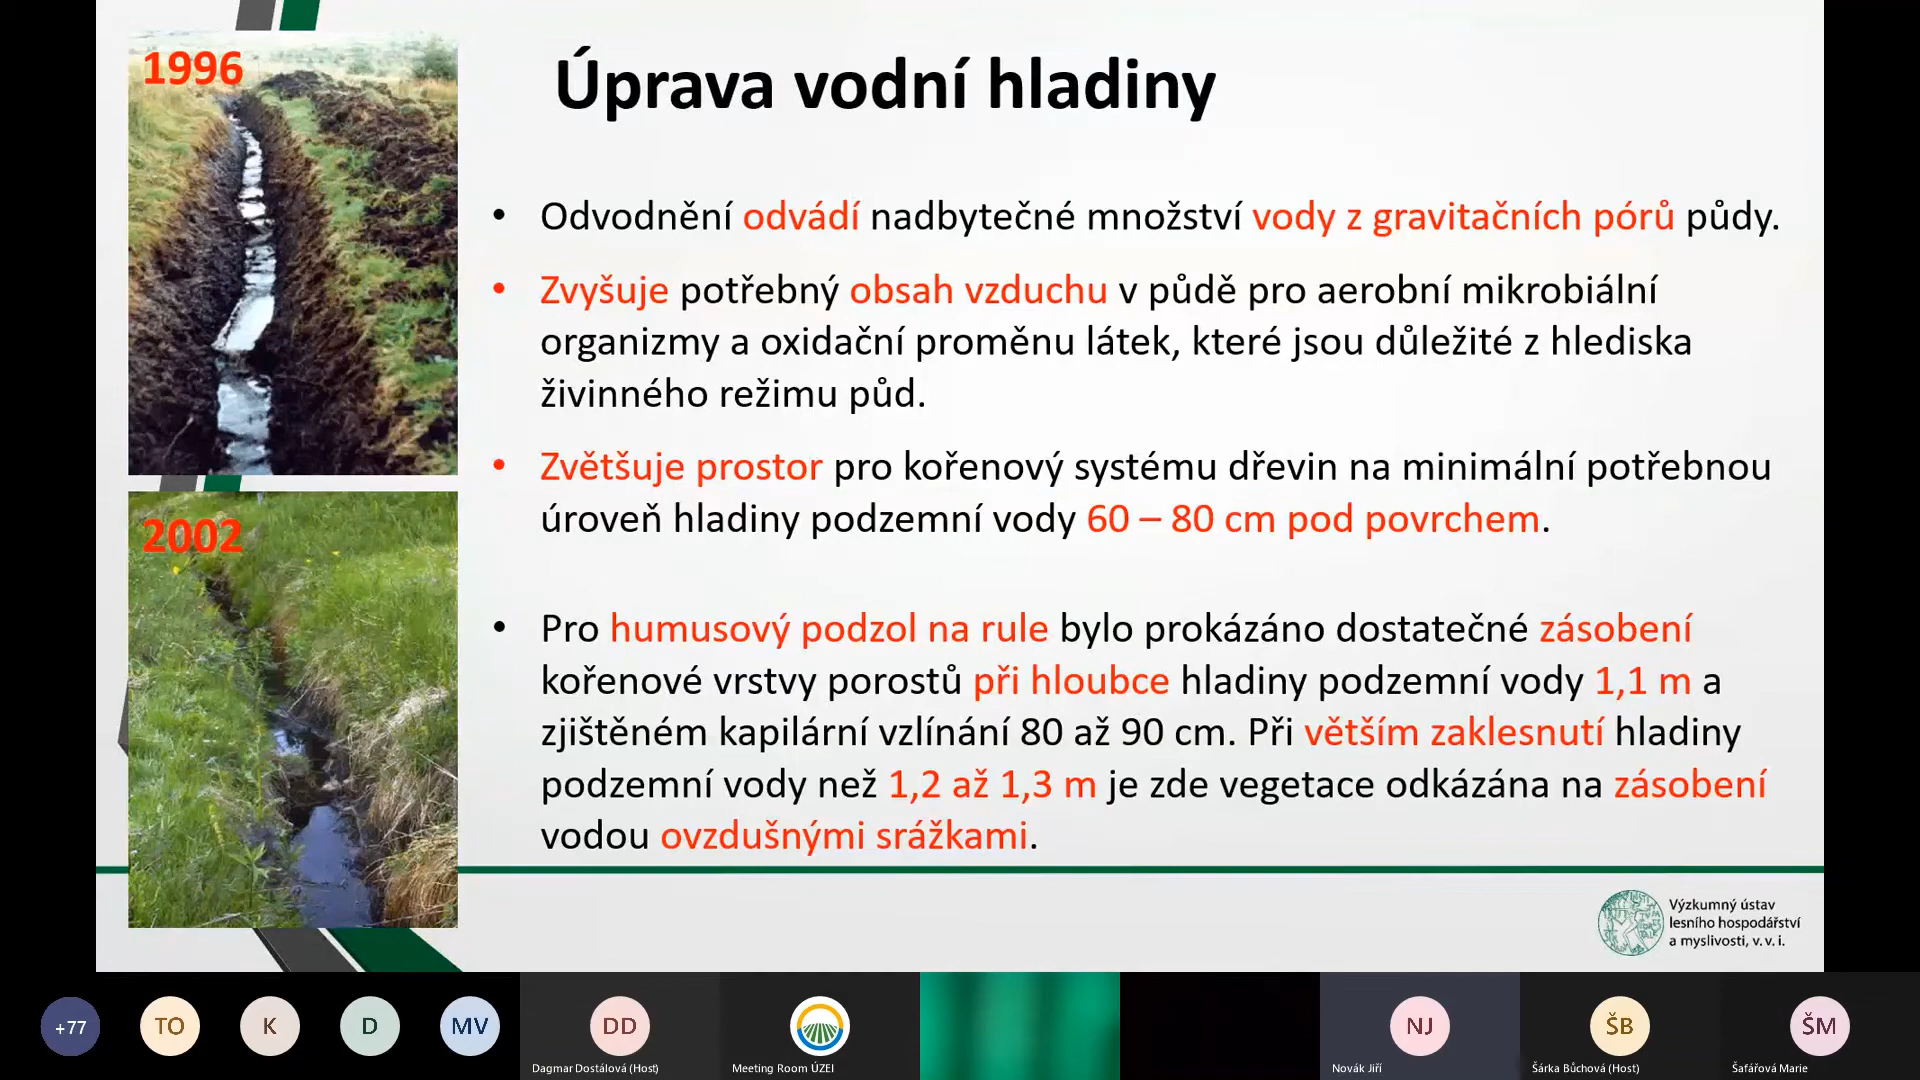 1996
Úprava vodní hladiny
• Odvodnění odvádí nadbytečné množství vody z gravitačních pórů půdy.
• Zvyšuje potřebný obsah vzduchu v půdě pro aerobní mikrobiální
organizmy a oxidační proměnu látek, které jsou důležité z hlediska
živinného režimu půd.
• Zvětšuje prostor pro kořenový systému dřevin na minimální potřebnou
úroveň hladiny podzemní vody 60 – 80 cm pod povrchem.
2002
• Pro humusový podzol na rule bylo prokázáno dostatečné zásobení
kořenové vrstvy porostů při hloubce hladiny podzemní vody 1,1 m a
zjištěném kapilární vzlínání 80 až 90 cm. Při větším zaklesnutí hladiny
podzemní vody než 1,2 až 1,3 m je zde vegetace odkázána na zásobení
vodou ovzdušnými srážkami.
Výzkumný ústav
lesního hospodářství
a myslivosti, v. v. i.
+77
TO
K
D
MV
DD
NJ
ŠB
ŠM
Dagmar Dostálová (Host)
Meeting Room ÚZEI
Novák Jiří
Šárka Bůchová (Host)
Šafářová Marie